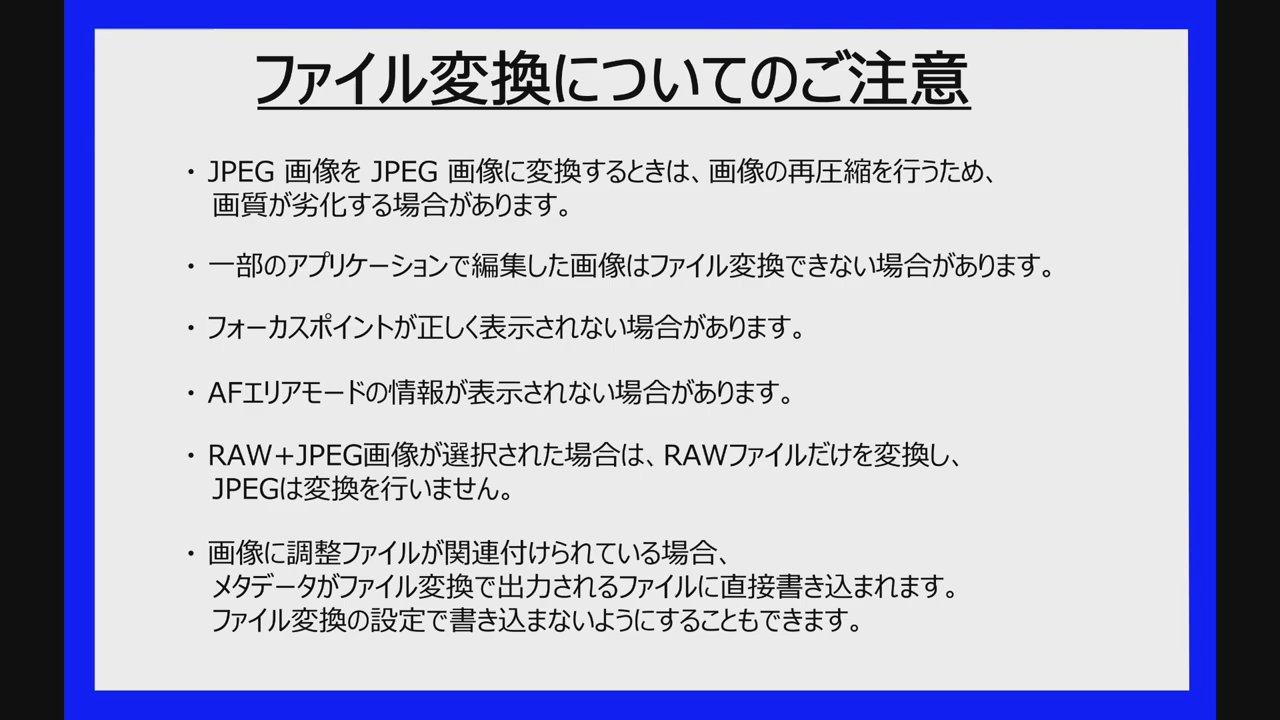 ファイル変換についてのご注意
・ JPEG 画像を JPEG 画像に変換するときは、画像の再圧縮を行うため、
画質が劣化する場合があります。
・ 一部のアプリケーションで編集した画像はファイル変換できない場合があります。
・ フォーカスポイントが正しく表示されない場合があります。
・ AFエリアモードの情報が表示されない場合があります。
・ RAW+JPEG画像が選択された場合は、RAWファイルだけを変換し、
JPEGは変換を行いません。
・ 画像に調整ファイルが関連付けられている場合、
メタデータがファイル変換で出力されるファイルに直接書き込まれます。
ファイル変換の設定で書き込まないようにすることもできます。